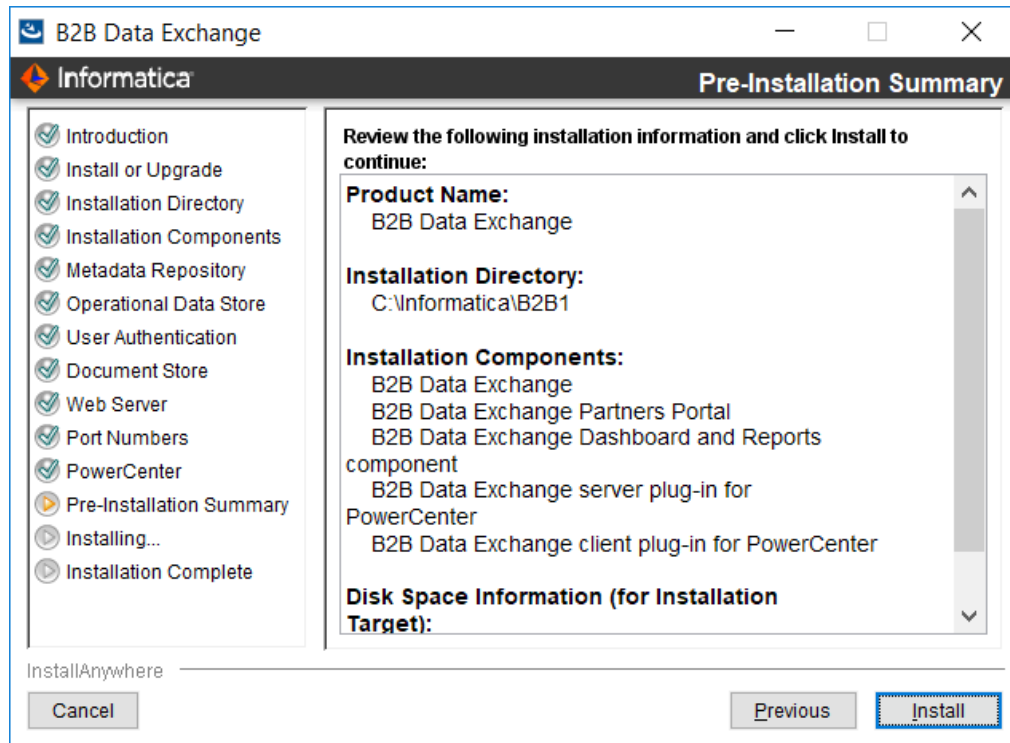 B2B Data Exchange
Informatica
Pre-Installation Summary
Introduction
Install or Upgrade
Installation Directory
Installation Components
Metadata Repository
Operational Data Store
User Authentication
Document Store
Web Server
Port Numbers
PowerCenter
Pre-Installation Summary
Installing...
Installation Complete
Review the following installation information and click Install to
continue:
Product Name:
B2B Data Exchange
Installation Directory:
C:\Informatica\B2B1
Installation Components:
B2B Data Exchange
B2B Data Exchange Partners Portal
B2B Data Exchange Dashboard and Reports
component
B2B Data Exchange server plug-in for
PowerCenter
B2B Data Exchange client plug-in for PowerCenter
Disk Space Information (for Installation
Target):
InstallAnywhere
Cancel
Previous
Install